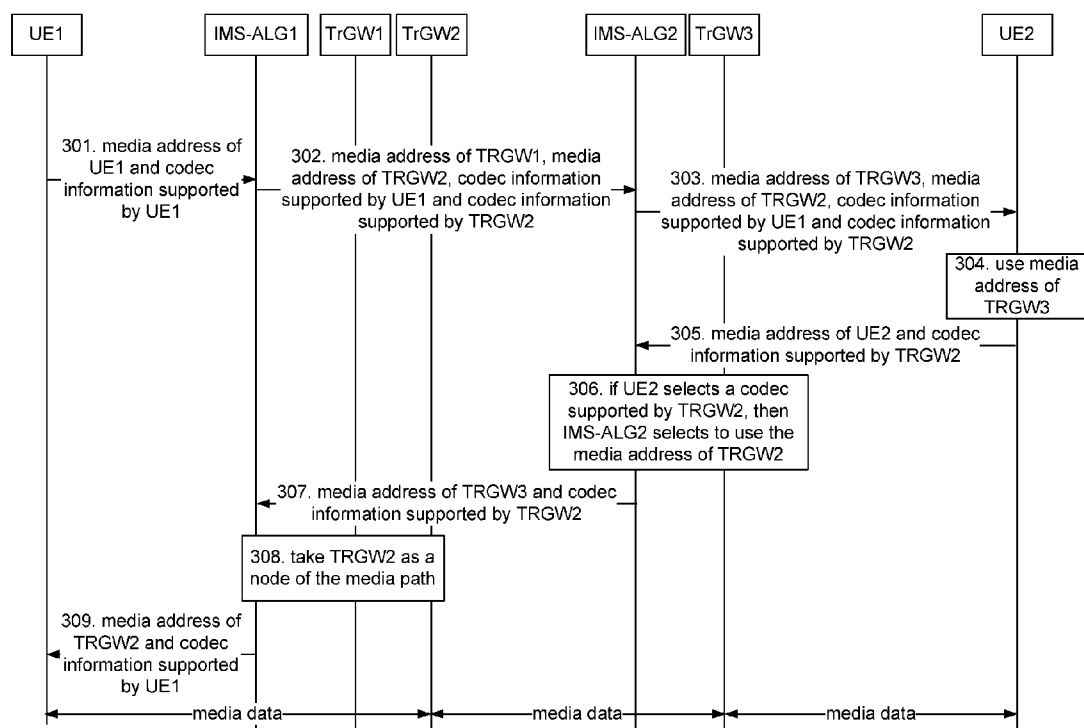 UE1
IMS-ALG1
TrGW1
TrGW2
IMS-ALG2
TrGW3
UE2
301. media address of
UE1 and codec
information supported
by UE1
302. media address of TRGW1, media
address of TRGW2, codec information
supported by UE1 and codec information
supported by TRGW2
303. media address of TRGW3, media
address of TRGW2, codec information
supported by UE1 and codec information
supported by TRGW2
304. use media
address of
TRGW3
305. media address of UE2 and codec
information supported by TRGW2
306. if UE2 selects a codec
supported by TRGW2, then
IMS-ALG2 selects to use the
media address of TRGW2
307. media address of TRGW3 and codec
information supported by TRGW2
308. take TRGW2 as a
node of the media path
309. media address of
TRGW2 and codec
information supported
by UE1
media data
media data
media data